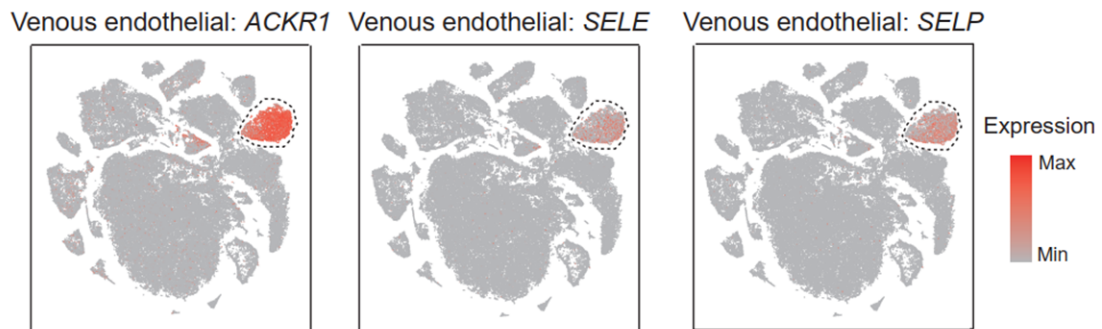 Venous endothelial: ACKR1
Venous endothelial: SELE
Venous endothelial: SELP
Expression
Max
Min